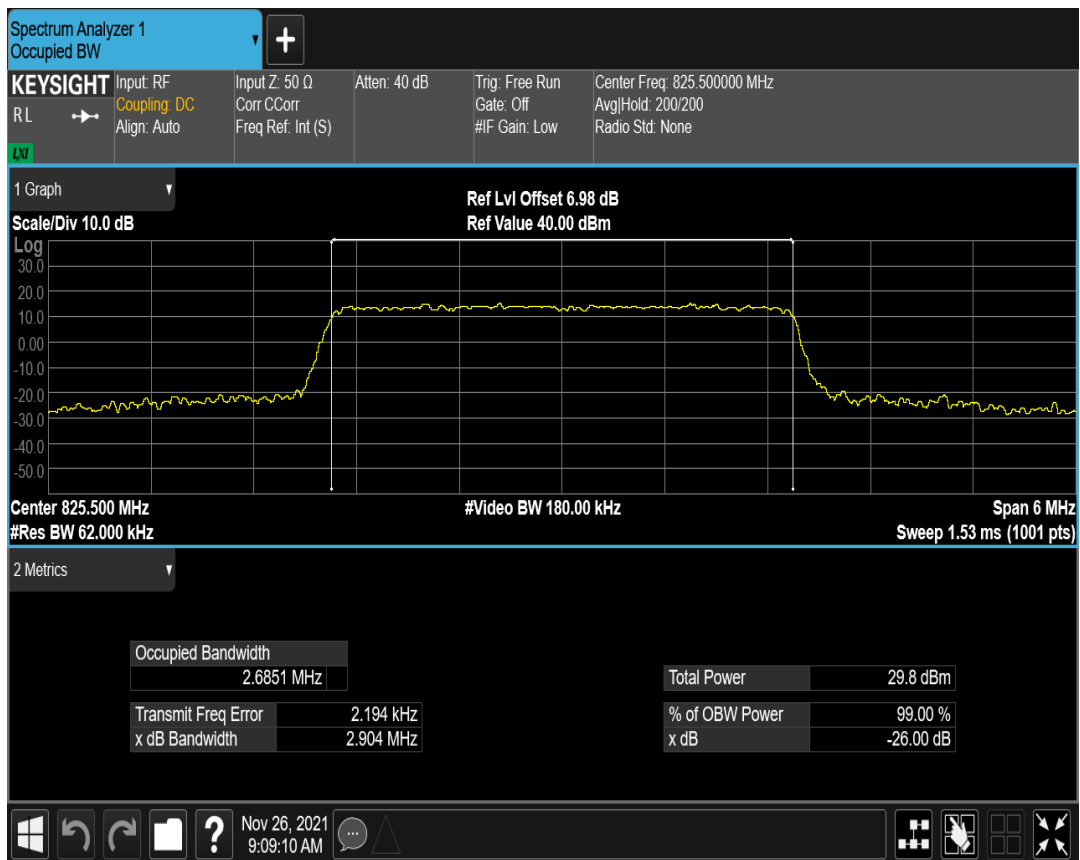 Spectrum Analyzer 1
Occupied BW
+
KEYSIGHT
R L
LXI
Input: RF
Coupling: DC
Align: Auto
Input Z: 50 Ω
Corr CCorr
Freq Ref: Int (S)
Atten: 40 dB
Trig: Free Run
Gate: Off
#IF Gain: Low
Center Freq: 825.500000 MHz
Avg|Hold: 200/200
Radio Std: None
1 Graph
Scale/Div 10.0 dB
Ref Lvl Offset 6.98 dB
Ref Value 40.00 dBm
Log
30.0
20.0
10.0
0.00
-10.0
-20.0
-30.0
-40.0
-50.0
Center 825.500 MHz
#Video BW 180.00 kHz
Span 6 MHz
#Res BW 62.000 kHz
Sweep 1.53 ms (1001 pts)
2 Metrics
Occupied Bandwidth
2.6851 MHz
Transmit Freq Error 2.194 kHz
x dB Bandwidth 2.904 MHz
Total Power 29.8 dBm
% of OBW Power 99.00 %
x dB -26.00 dB
?
Nov 26, 2021
9:09:10 AM